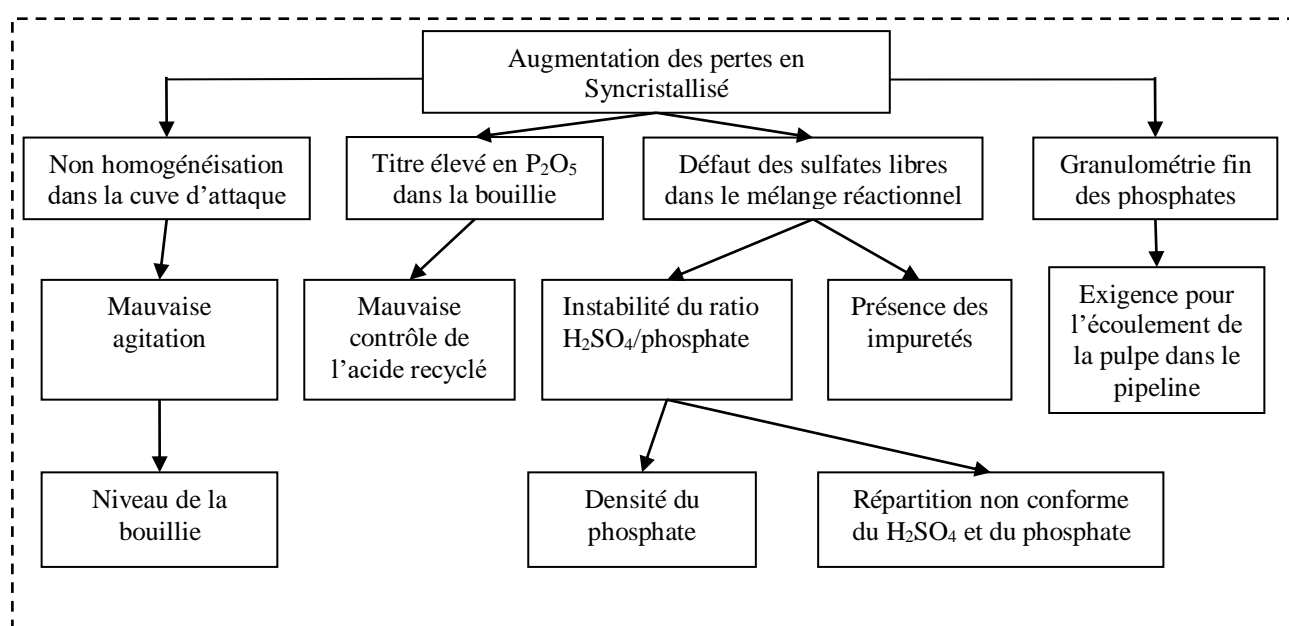 Augmentation des pertes en
Syncristallisé
Non homogénéisation
dans la cuve d’attaque
Titre élevé en P₂O₅
dans la bouillie
Défaut des sulfates libres
dans le mélange réactionnel
Granulométrie fin
des phosphates
Mauvaise
agitation
Mauvaise
contrôle de
l’acide recyclé
Instabilité du ratio
H₂SO₄/phosphate
Présence des
impuretés
Exigence pour
l’écoulement de
la pulpe dans le
pipeline
Niveau de la
bouillie
Densité du
phosphate
Répartition non conforme
du H₂SO₄ et du phosphate